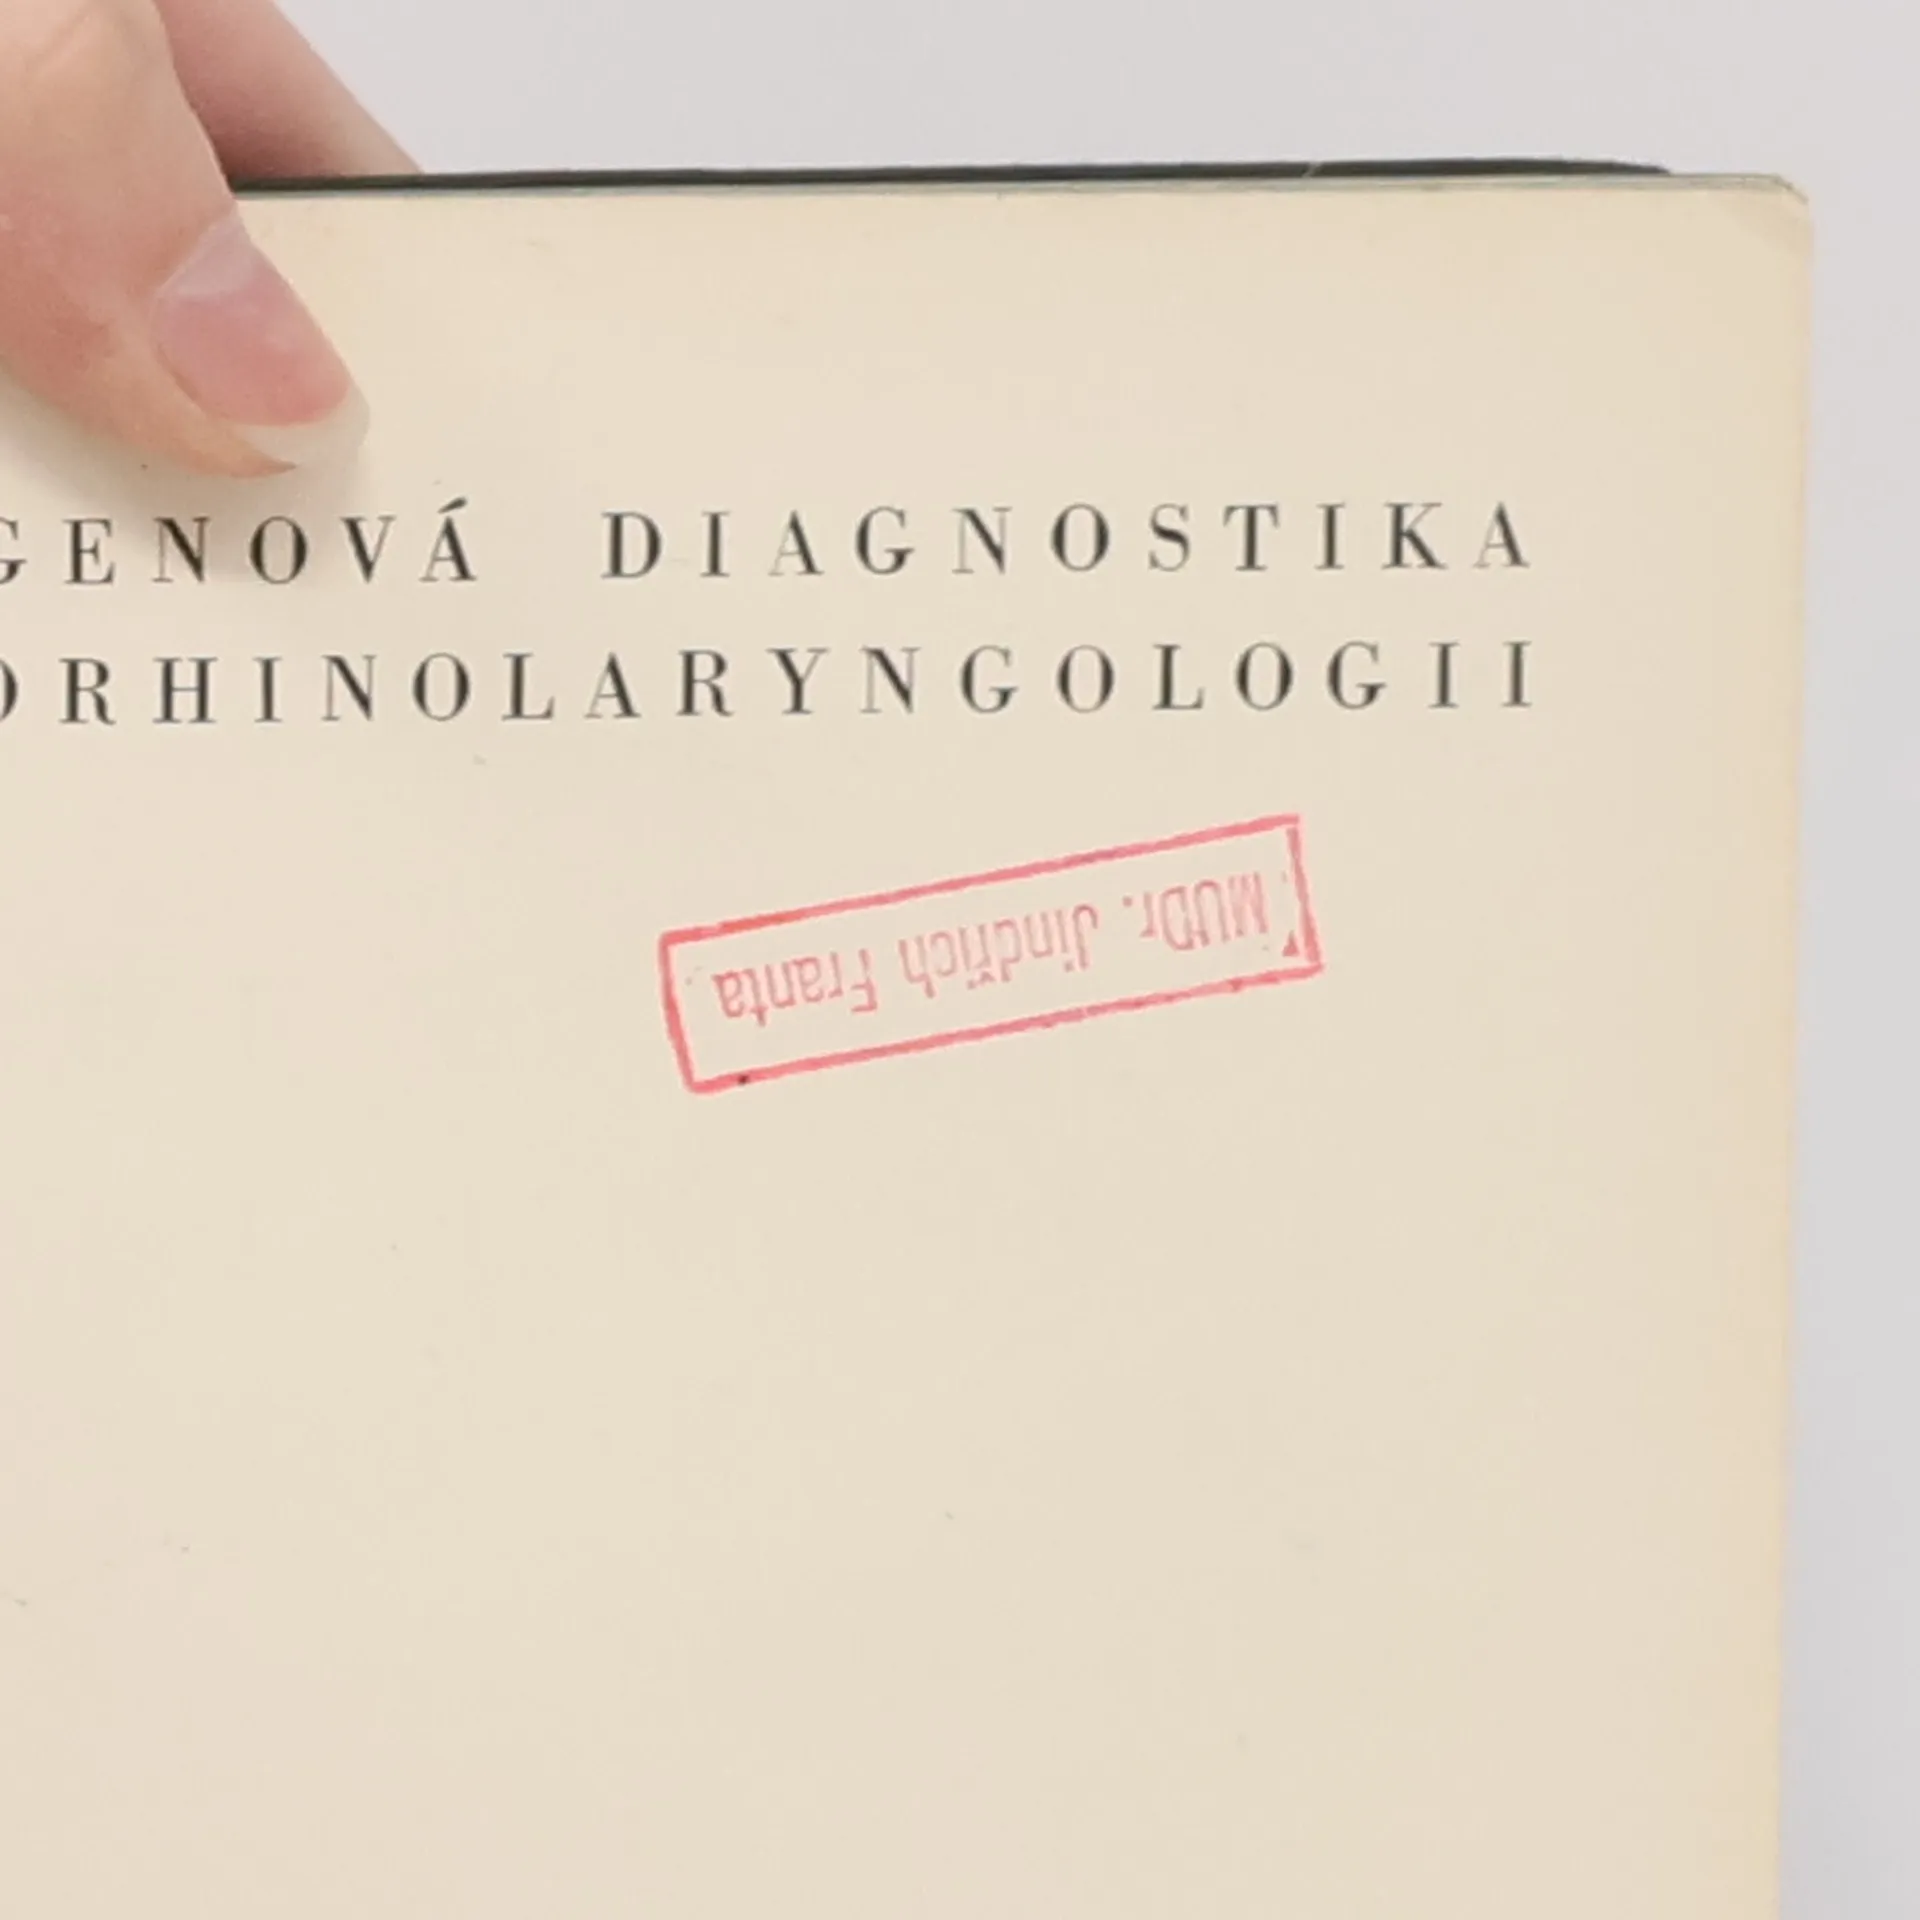 GENOVÁ DIAGNOSTIKA
ORHINOLARYNGOLOGII
MUDr. Jindřich Franta